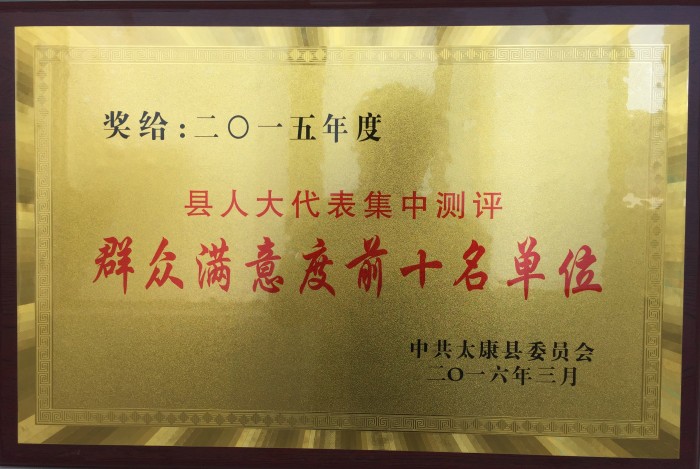 奖给:二〇一五年度
县人大代表集中测评
群众满意度前十名单位
中共太康县委员会
二〇一六年三月